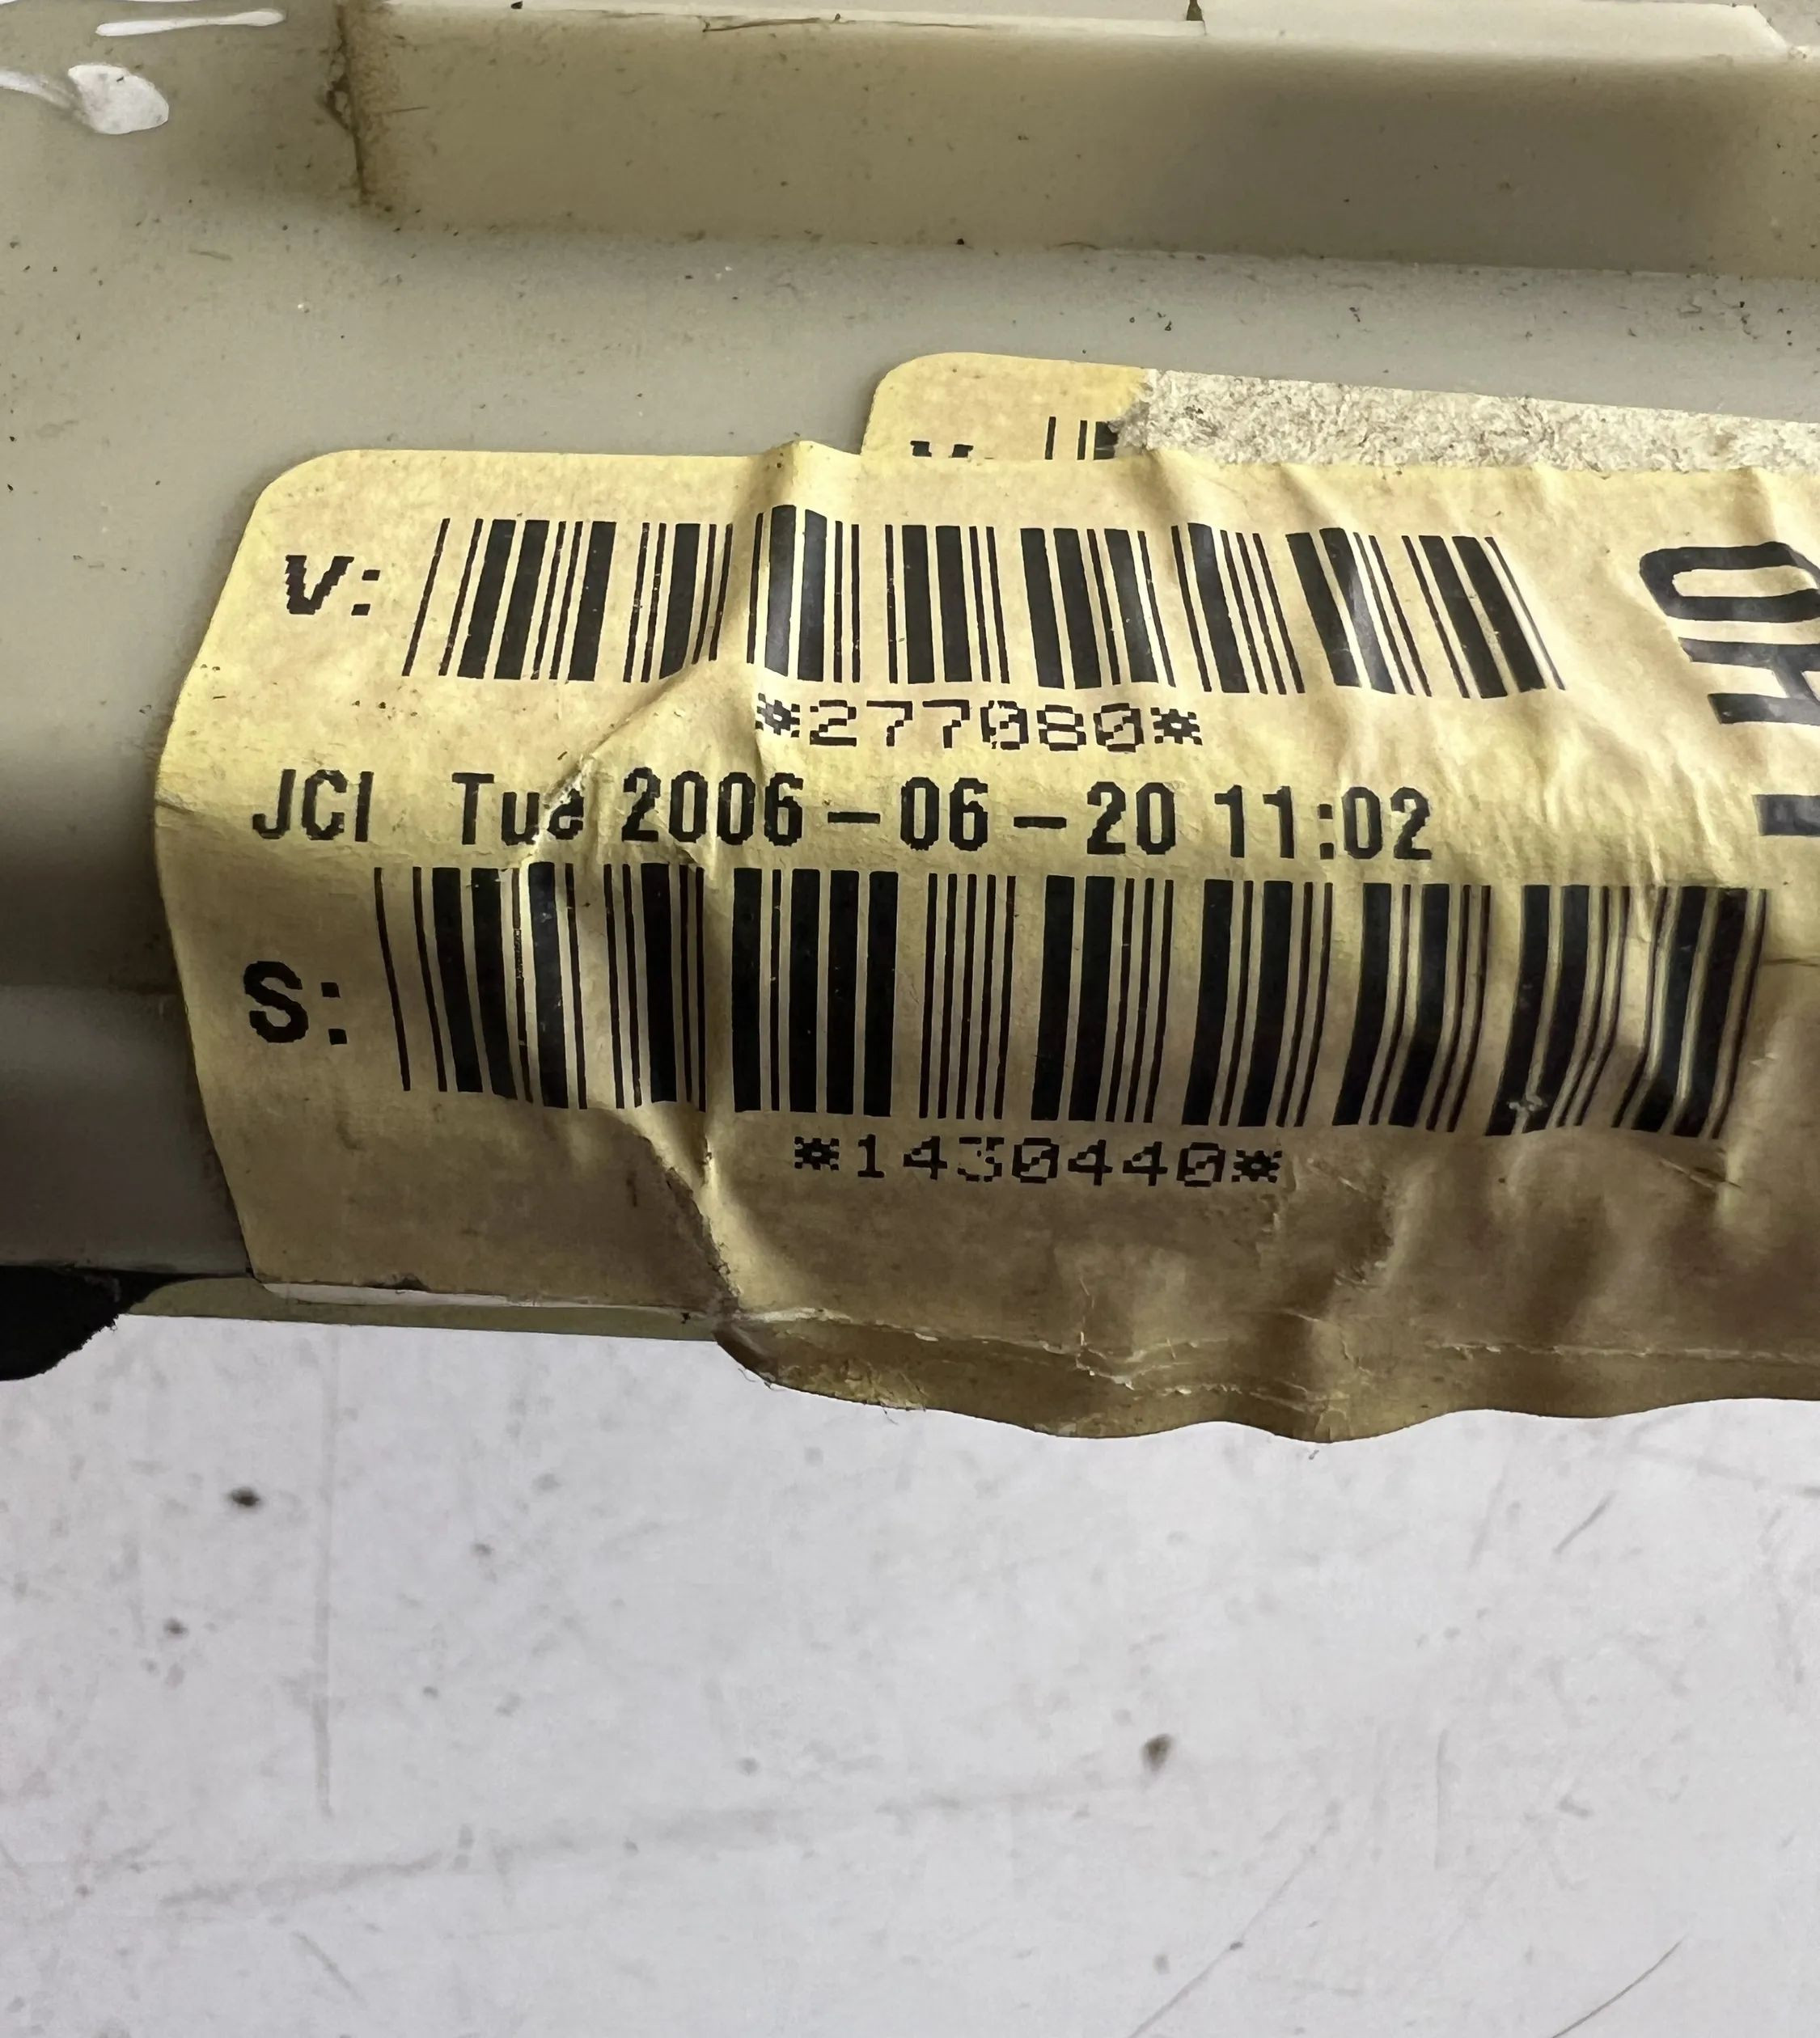 V:
*277080*
JCI Tue 2006-06-20 11:02
S:
*1430440*